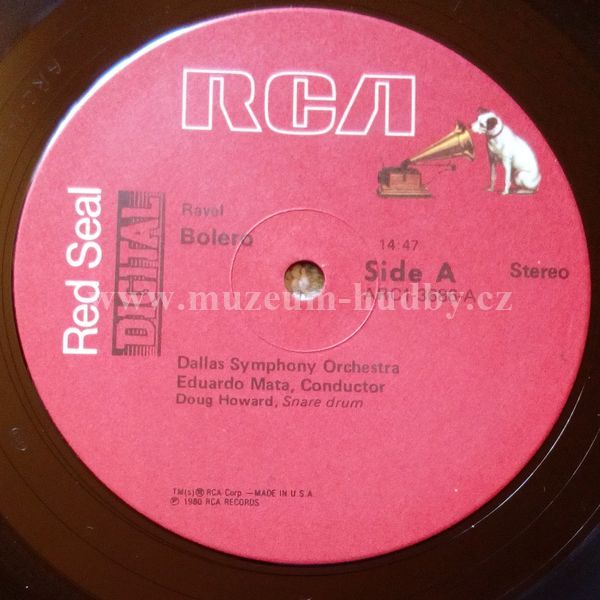 RCA
Red Seal
DIGITAL
Ravel
Bolero
14:47
Side A
Stereo
www.muzeum-hudby.cz
Dallas Symphony Orchestra
Eduardo Mata, Conductor
Doug Howard, Snare drum
TM(s) ® RCA Corp. —MADE IN U.S.A.
℗ 1980 RCA RECORDS